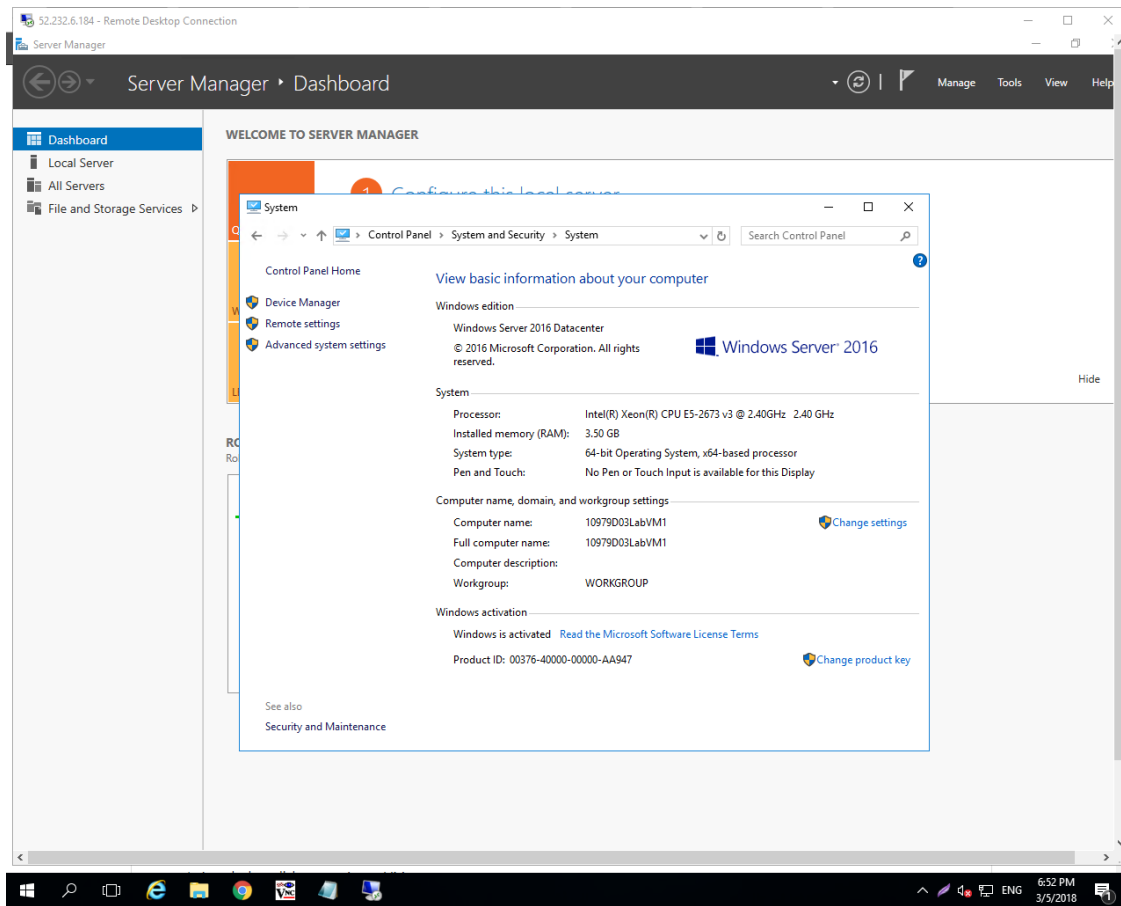 52.232.6.184 - Remote Desktop Connection
Server Manager
Server Manager ‣ Dashboard
Manage Tools View Help
Dashboard
Local Server
All Servers
File and Storage Services
WELCOME TO SERVER MANAGER
1 Configure this local server
Hide
System
Control Panel > System and Security > System
Search Control Panel
Control Panel Home
Device Manager
Remote settings
Advanced system settings
See also
Security and Maintenance
View basic information about your computer
Windows edition
Windows Server 2016 Datacenter
© 2016 Microsoft Corporation. All rights
reserved.
Windows Server® 2016
System
Processor: Intel(R) Xeon(R) CPU E5-2673 v3 @ 2.40GHz 2.40 GHz
Installed memory (RAM): 3.50 GB
System type: 64-bit Operating System, x64-based processor
Pen and Touch: No Pen or Touch Input is available for this Display
Computer name, domain, and workgroup settings
Computer name: 10979D03LabVM1
Change settings
Full computer name: 10979D03LabVM1
Computer description:
Workgroup: WORKGROUP
Windows activation
Windows is activated Read the Microsoft Software License Terms
Product ID: 00376-40000-00000-AA947
Change product key
VNC
ENG
6:52 PM
3/5/2018
1